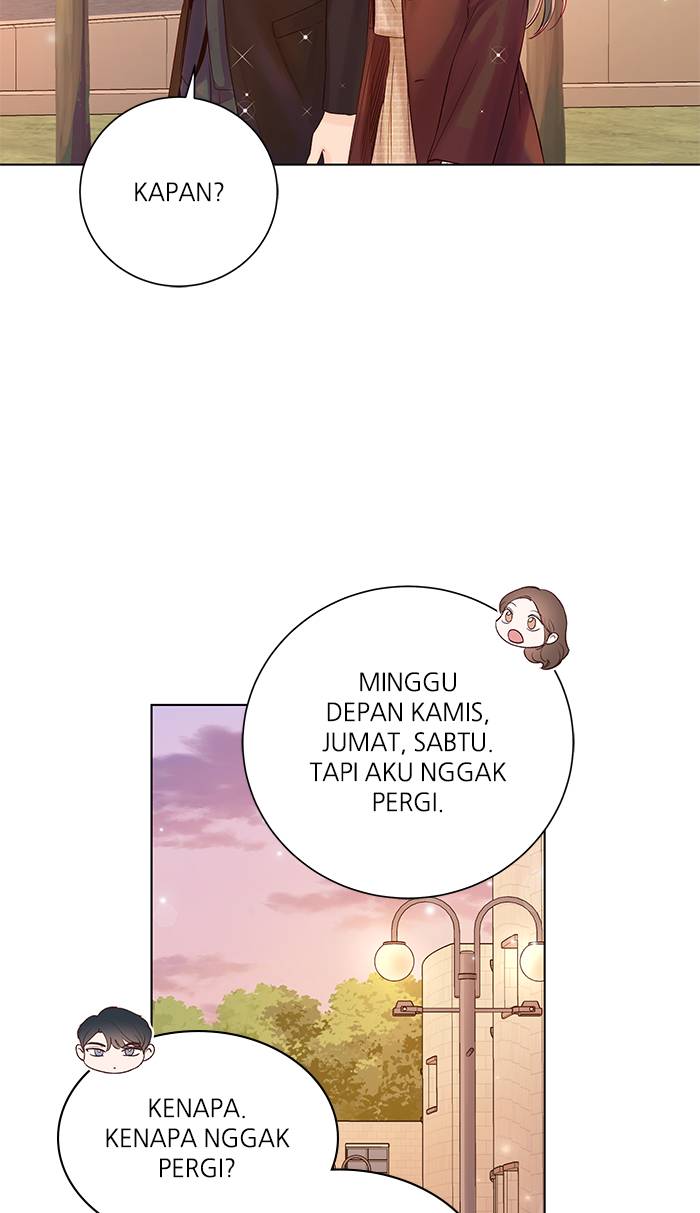 KAPAN?
MINGGU
DEPAN KAMIS,
JUMAT, SABTU.
TAPI AKU NGGAK
PERGI.
KENAPA.
KENAPA NGGAK
PERGI?